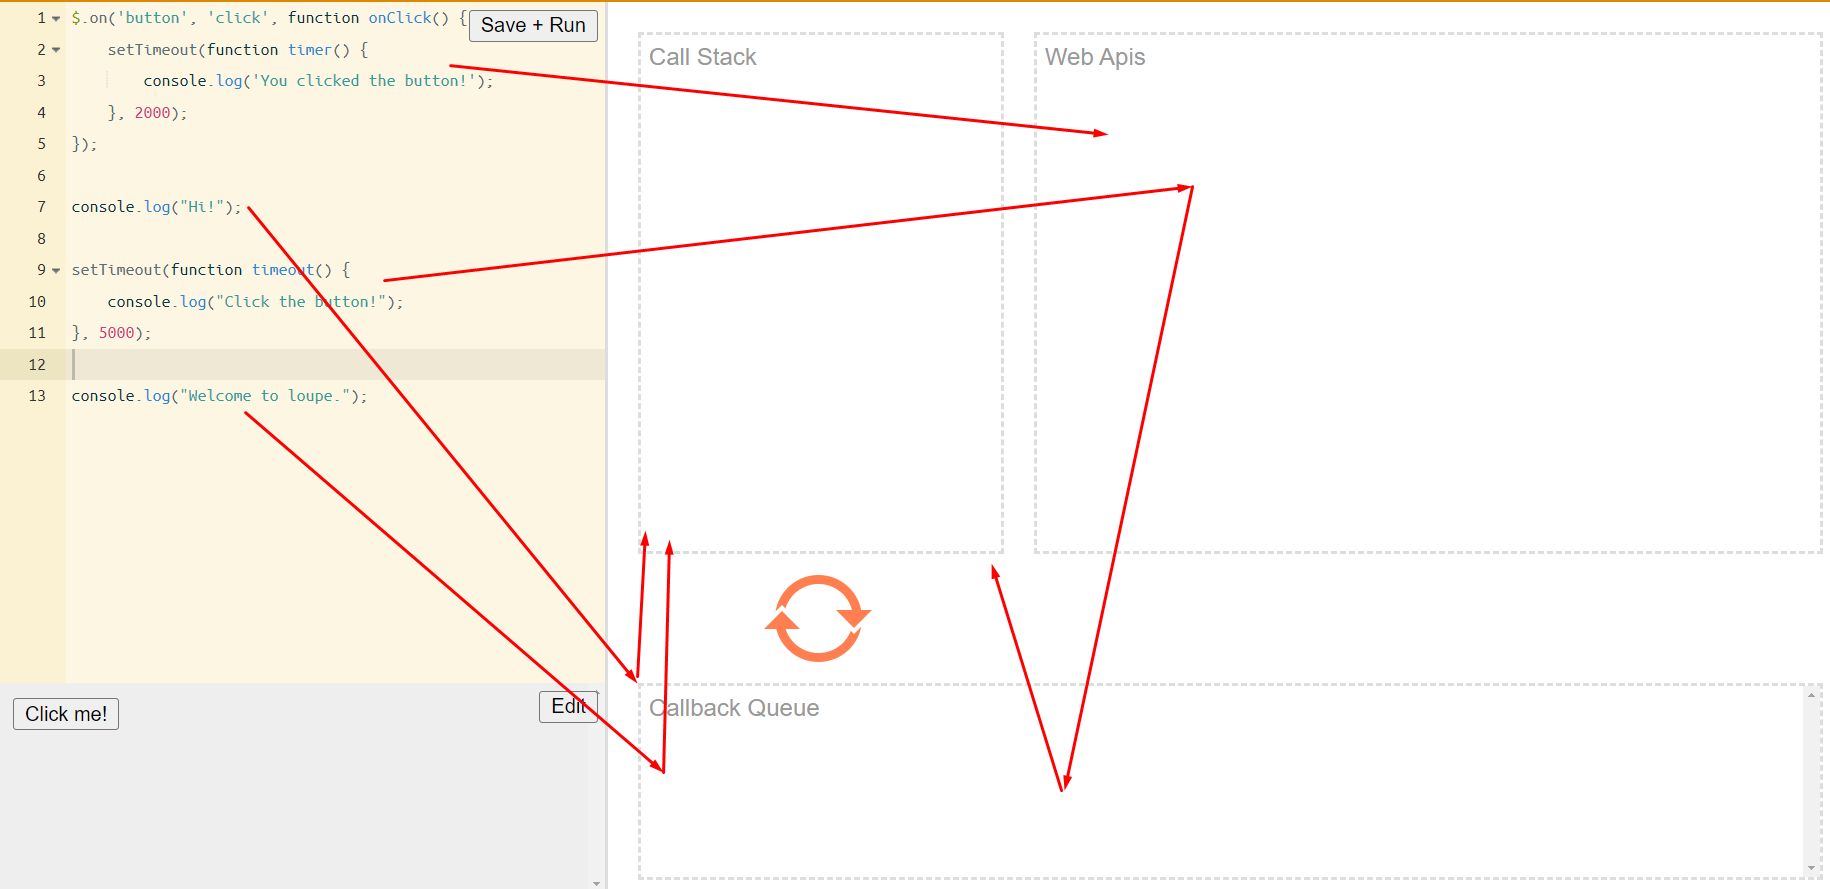 1 $.on('button', 'click', function onClick() {
Save + Run
2 setTimeout(function timer() {
3 console.log('You clicked the button!');
4 }, 2000);
5 });
6
7 console.log("Hi!");
8
9 setTimeout(function timeout() {
10 console.log("Click the button!");
11 }, 5000);
12
13 console.log("Welcome to loupe.");
Click me!
Edit
Call Stack
Web Apis
Callback Queue